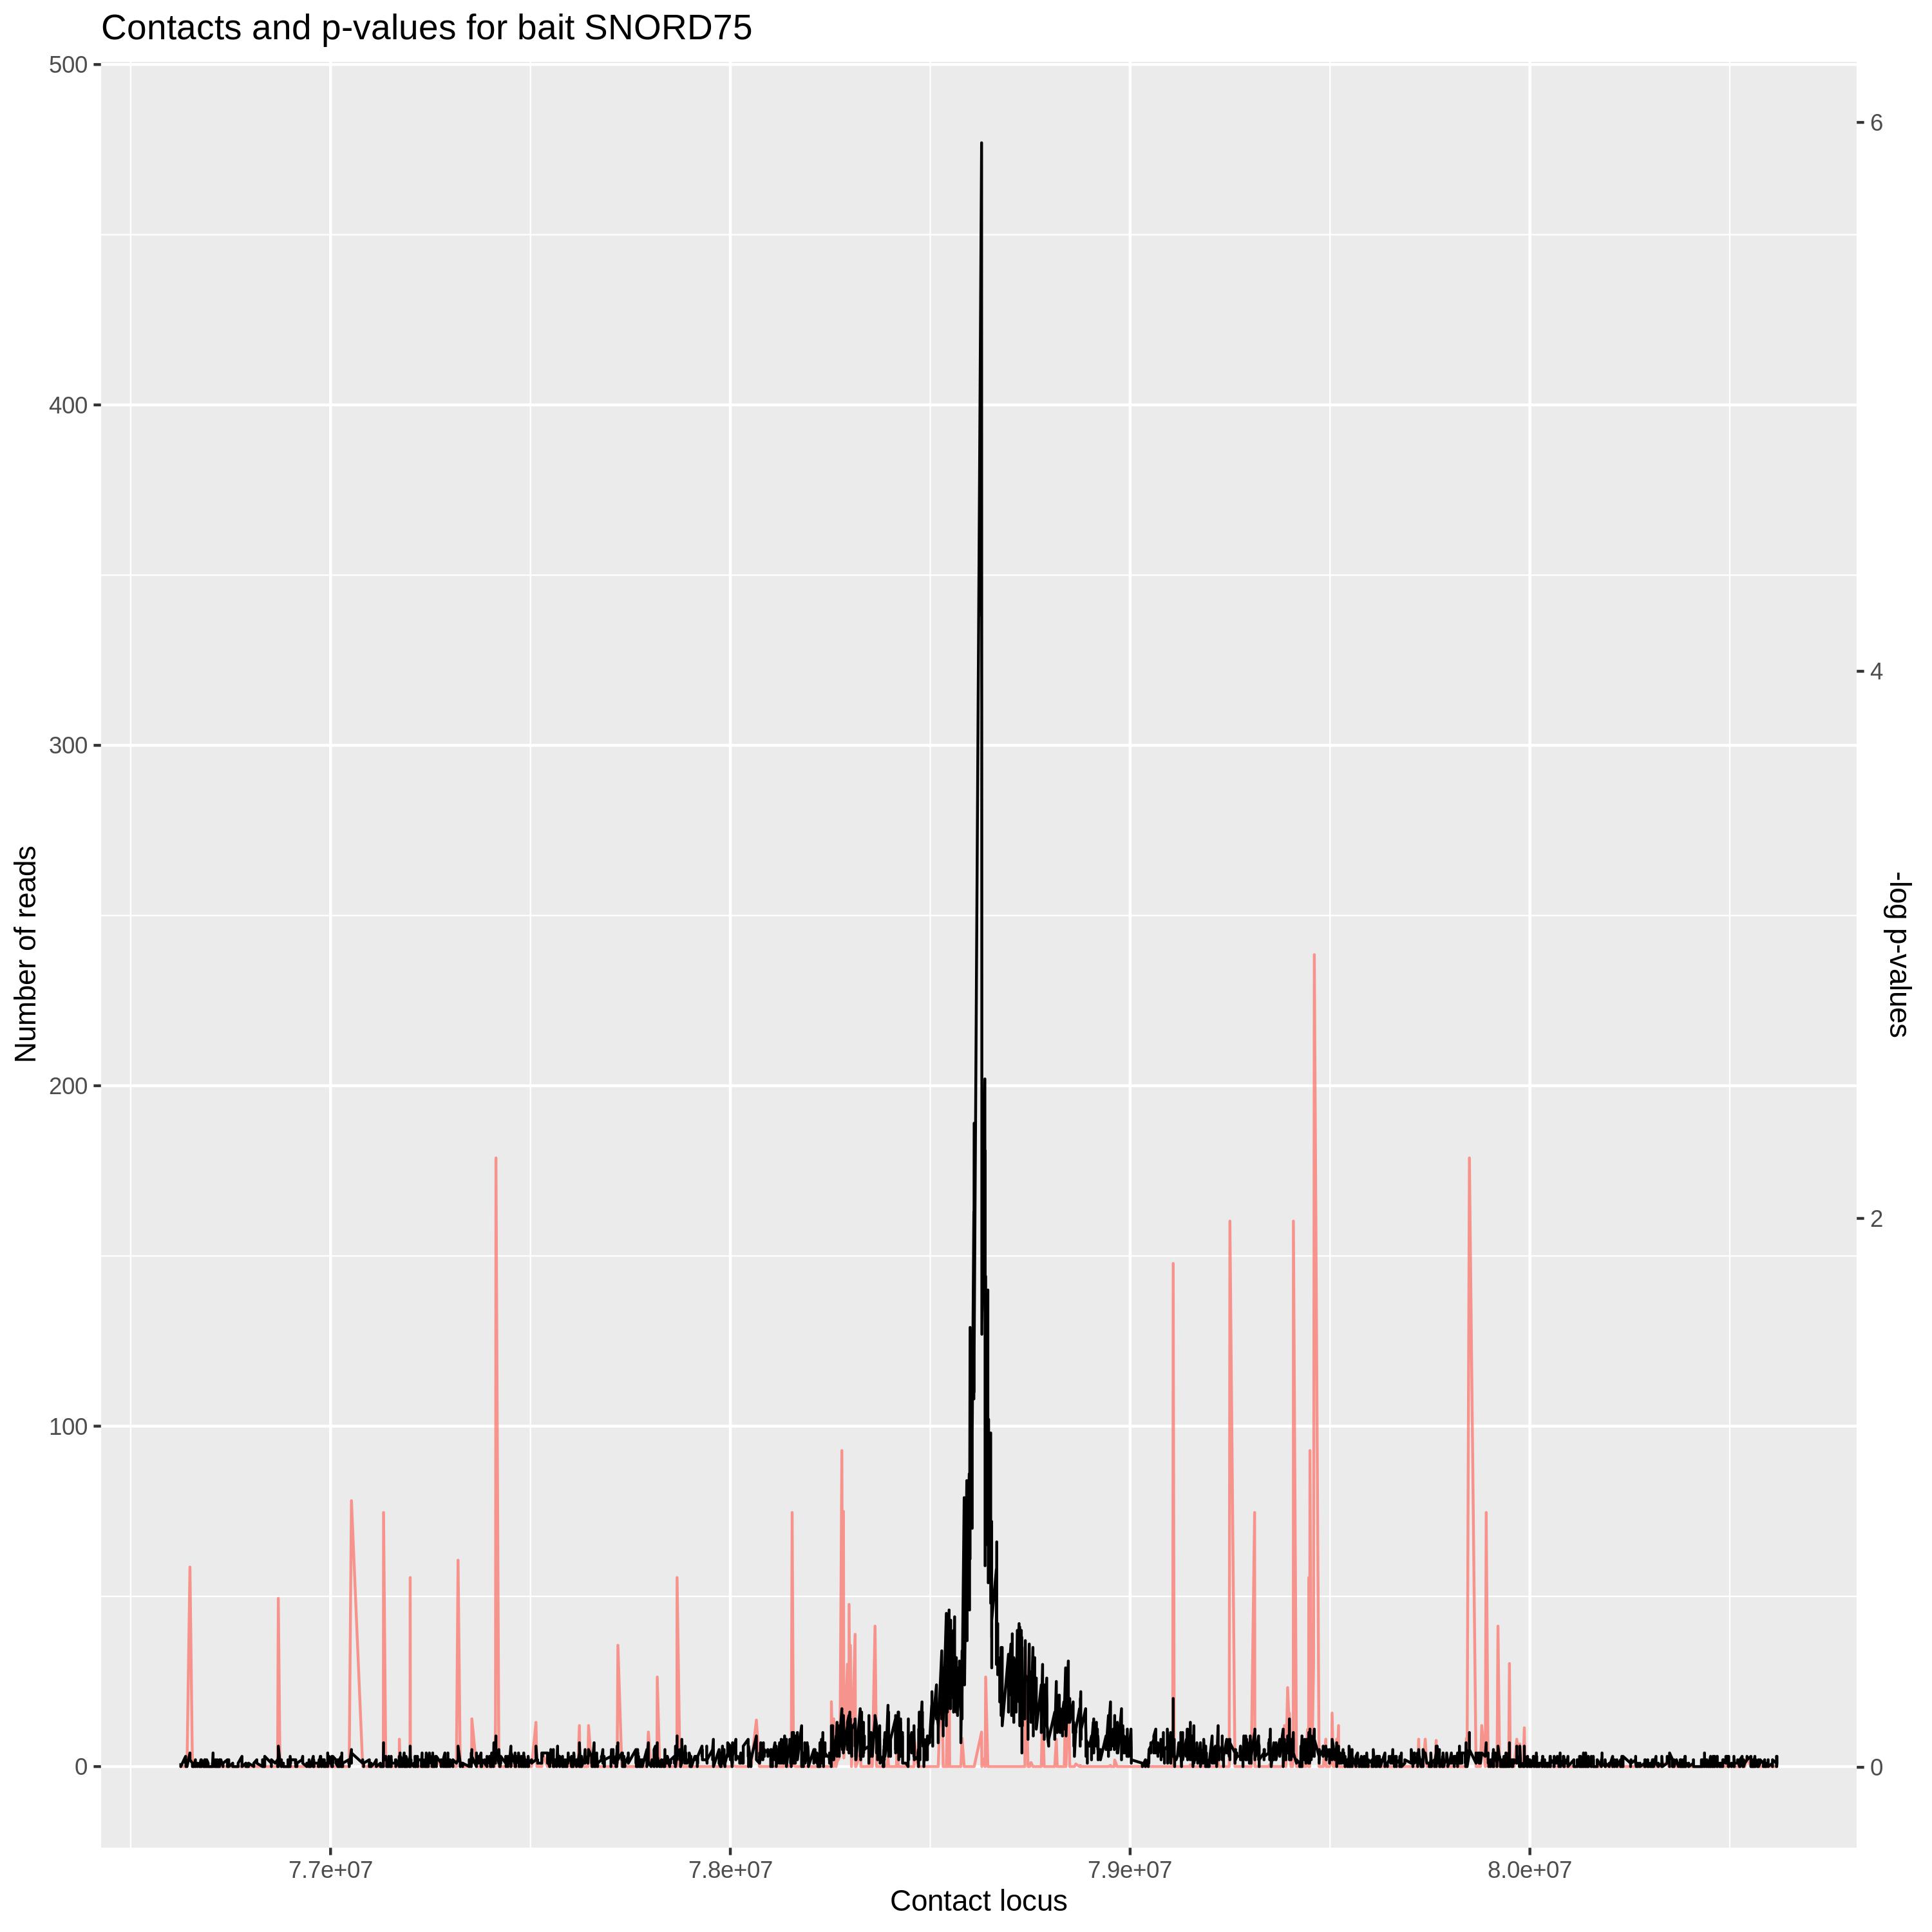 Contacts and p-values for bait SNORD75
500
400
300
200
100
0
Number of reads
6
4
2
0
-log p-values
7.7e+07
7.8e+07
7.9e+07
8.0e+07
Contact locus